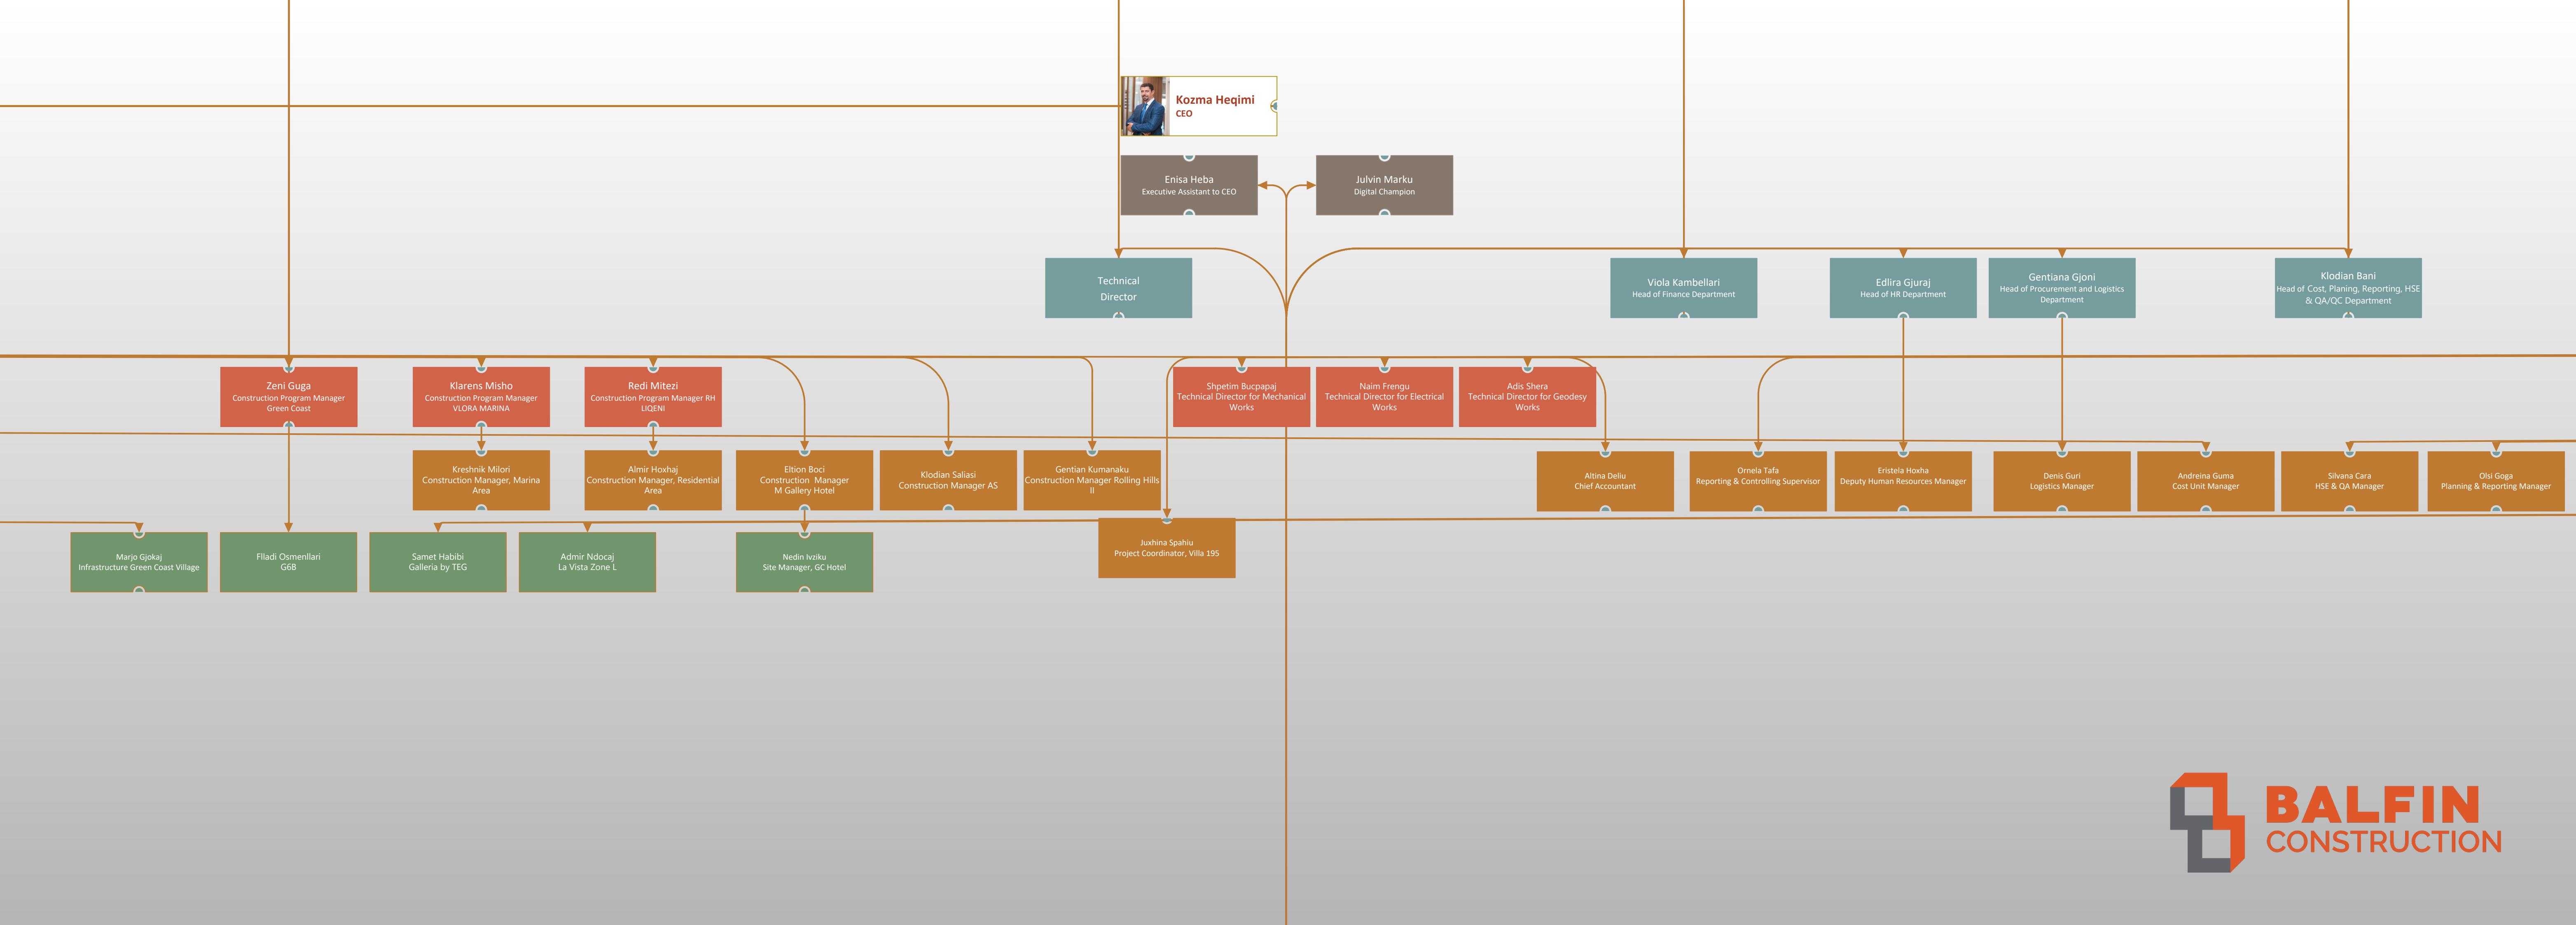 Kozma Heqimi
CEO
Enisa Heba
Executive Assistant to CEO
Julvin Marku
Digital Champion
Technical
Director
Viola Kambellari
Head of Finance Department
Edlira Gjuraj
Head of HR Department
Gentiana Gjoni
Head of Procurement and Logistics
Department
Klodian Bani
Head of Cost, Planing, Reporting, HSE
& QA/QC Department
Zeni Guga
Construction Program Manager
Green Coast
Klarens Misho
Construction Program Manager
VLORA MARINA
Redi Mitezi
Construction Program Manager RH
LIQENI
Shpetim Bucpapaj
Technical Director for Mechanical
Works
Naim Frengu
Technical Director for Electrical
Works
Adis Shera
Technical Director for Geodesy
Works
Kreshnik Milori
Construction Manager, Marina
Area
Almir Hoxhaj
Construction Manager, Residential
Area
Eltion Boci
Construction  Manager
M Gallery Hotel
Klodian Saliasi
Construction Manager AS
Gentian Kumanaku
Construction Manager Rolling Hills
II
Altina Deliu
Chief Accountant
Ornela Tafa
Reporting & Controlling Supervisor
Eristela Hoxha
Deputy Human Resources Manager
Denis Guri
Logistics Manager
Andreina Guma
Cost Unit Manager
Silvana Cara
HSE & QA Manager
Olsi Goga
Planning & Reporting Manager
Marjo Gjokaj
Infrastructure Green Coast Village
Flladi Osmenllari
G6B
Samet Habibi
Galleria by TEG
Admir Ndocaj
La Vista Zone L
Nedin Ivziku
Site Manager, GC Hotel
Juxhina Spahiu
Project Coordinator, Villa 195
BALFIN
CONSTRUCTION